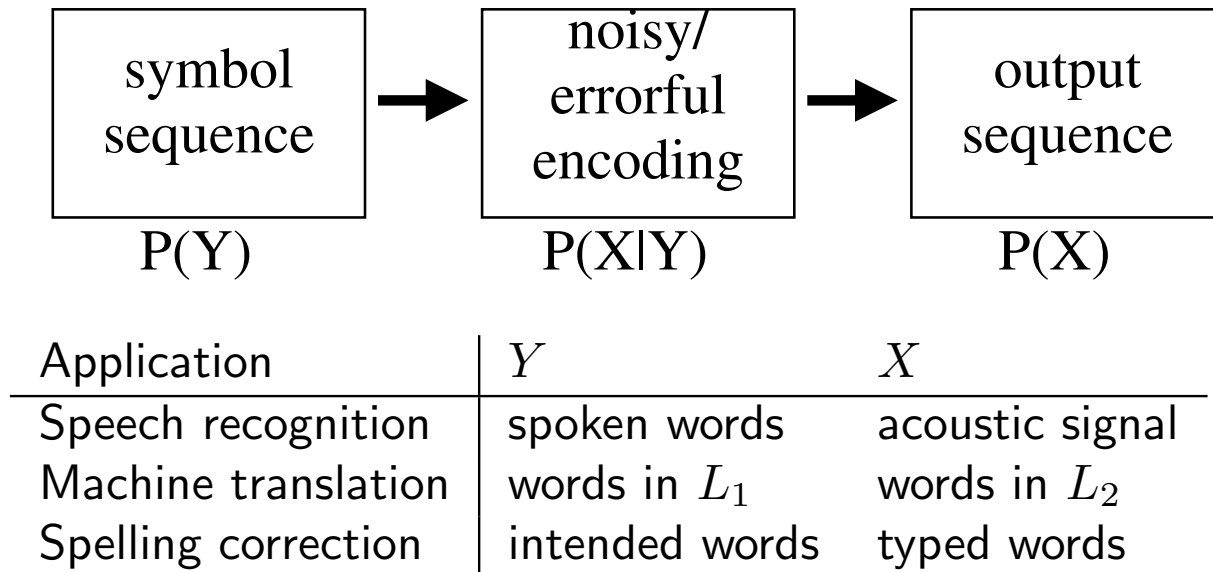 symbol
sequence
noisy/
errorful
encoding
output
sequence
P(Y)
P(X|Y)
P(X)
Application Y X
Speech recognition spoken words acoustic signal
Machine translation words in L₁ words in L₂
Spelling correction intended words typed words